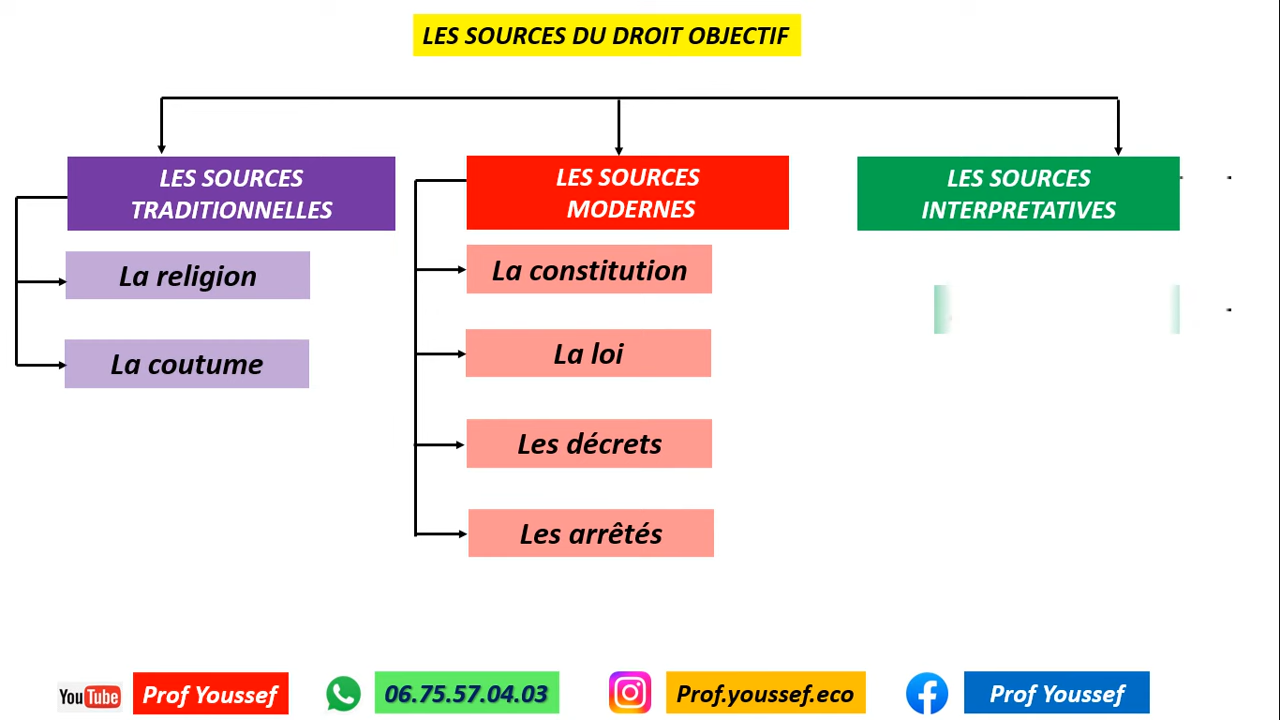 LES SOURCES DU DROIT OBJECTIF
LES SOURCES
TRADITIONNELLES
La religion
La coutume
LES SOURCES
MODERNES
La constitution
La loi
Les décrets
Les arrêtés
LES SOURCES
INTERPRETATIVES
YouTube
Prof Youssef
06.75.57.04.03
Prof.youssef.eco
Prof Youssef